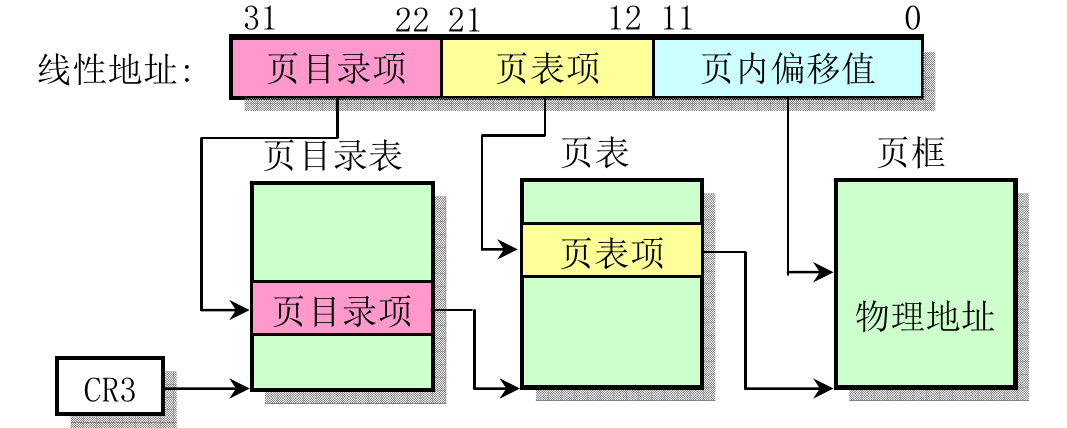 31 22 21 12 11 0
线性地址: 页目录项 页表项 页内偏移值
页目录表 页表 页框
页表项
页目录项 物理地址
CR3